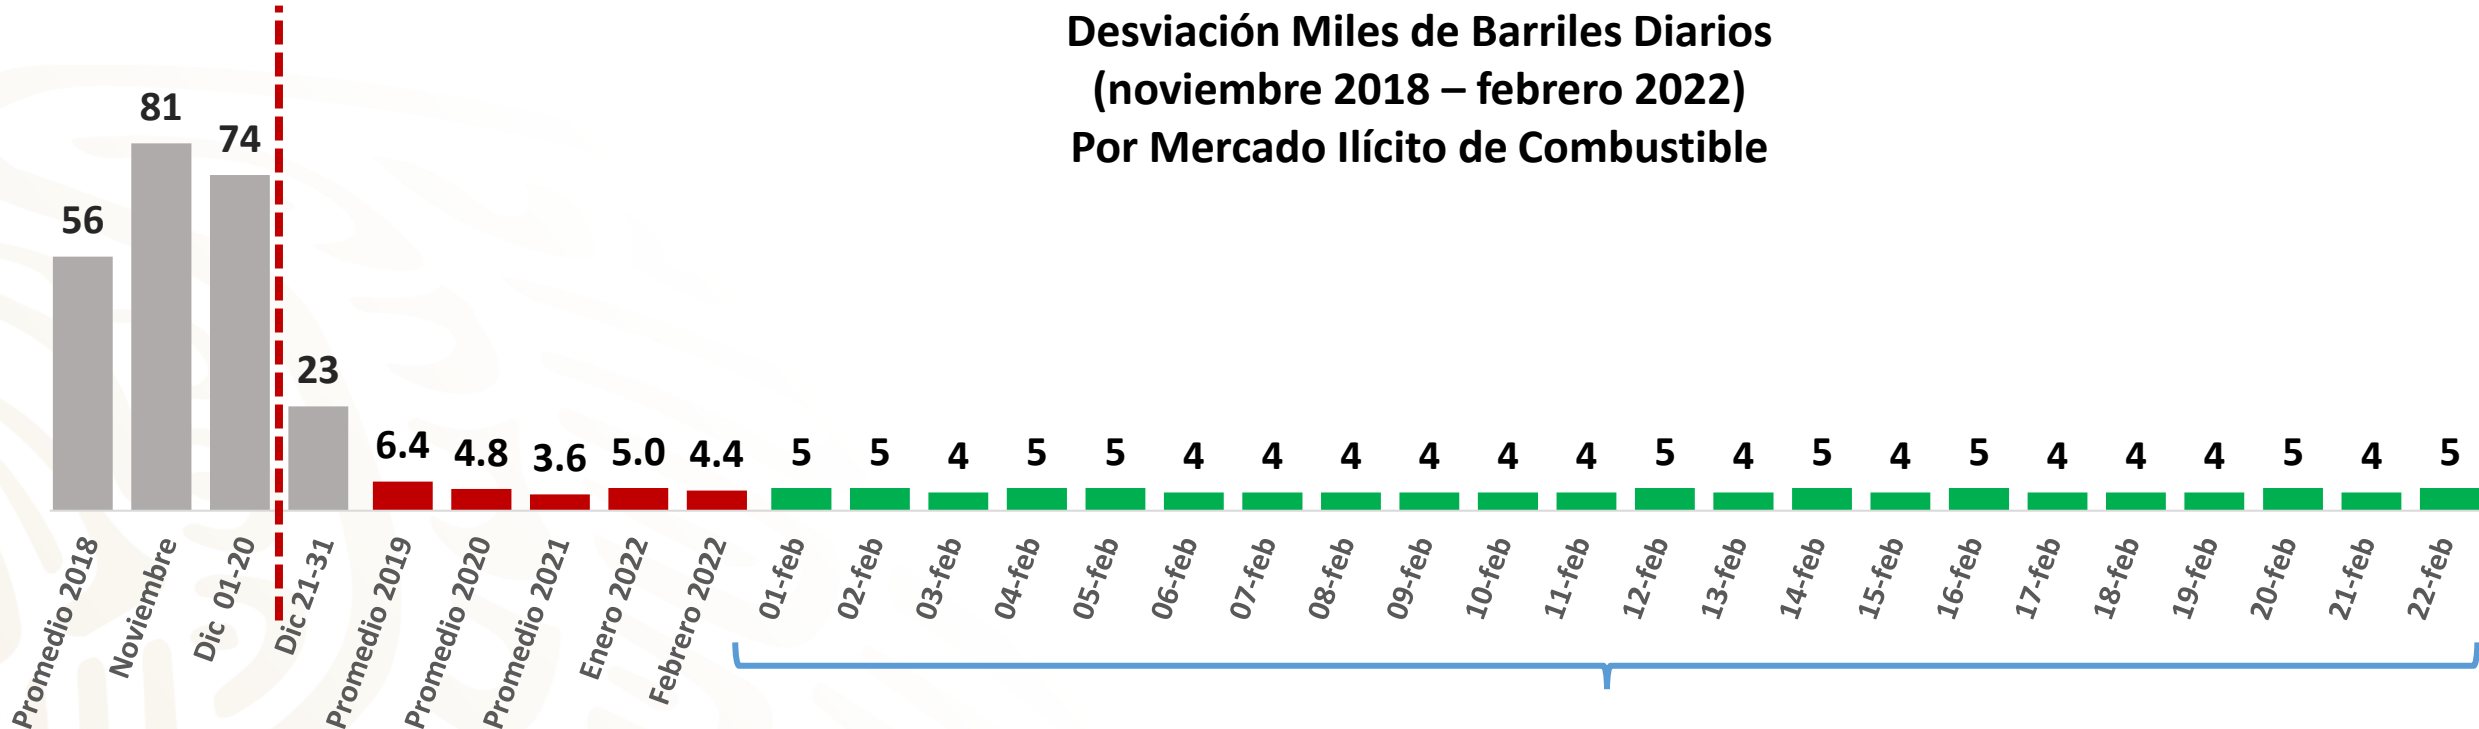 Desviación Miles de Barriles Diarios
(noviembre 2018 – febrero 2022)
Por Mercado Ilícito de Combustible
56
81
74
23
6.4
4.8
3.6
5.0
4.4
5
5
4
5
5
4
4
4
4
4
4
5
4
5
4
5
4
4
4
5
4
5
Promedio 2018
Noviembre
Dic 01-20
Dic 21-31
Promedio 2019
Promedio 2020
Promedio 2021
Enero 2022
Febrero 2022
01-feb
02-feb
03-feb
04-feb
05-feb
06-feb
07-feb
08-feb
09-feb
10-feb
11-feb
12-feb
13-feb
14-feb
15-feb
16-feb
17-feb
18-feb
19-feb
20-feb
21-feb
22-feb